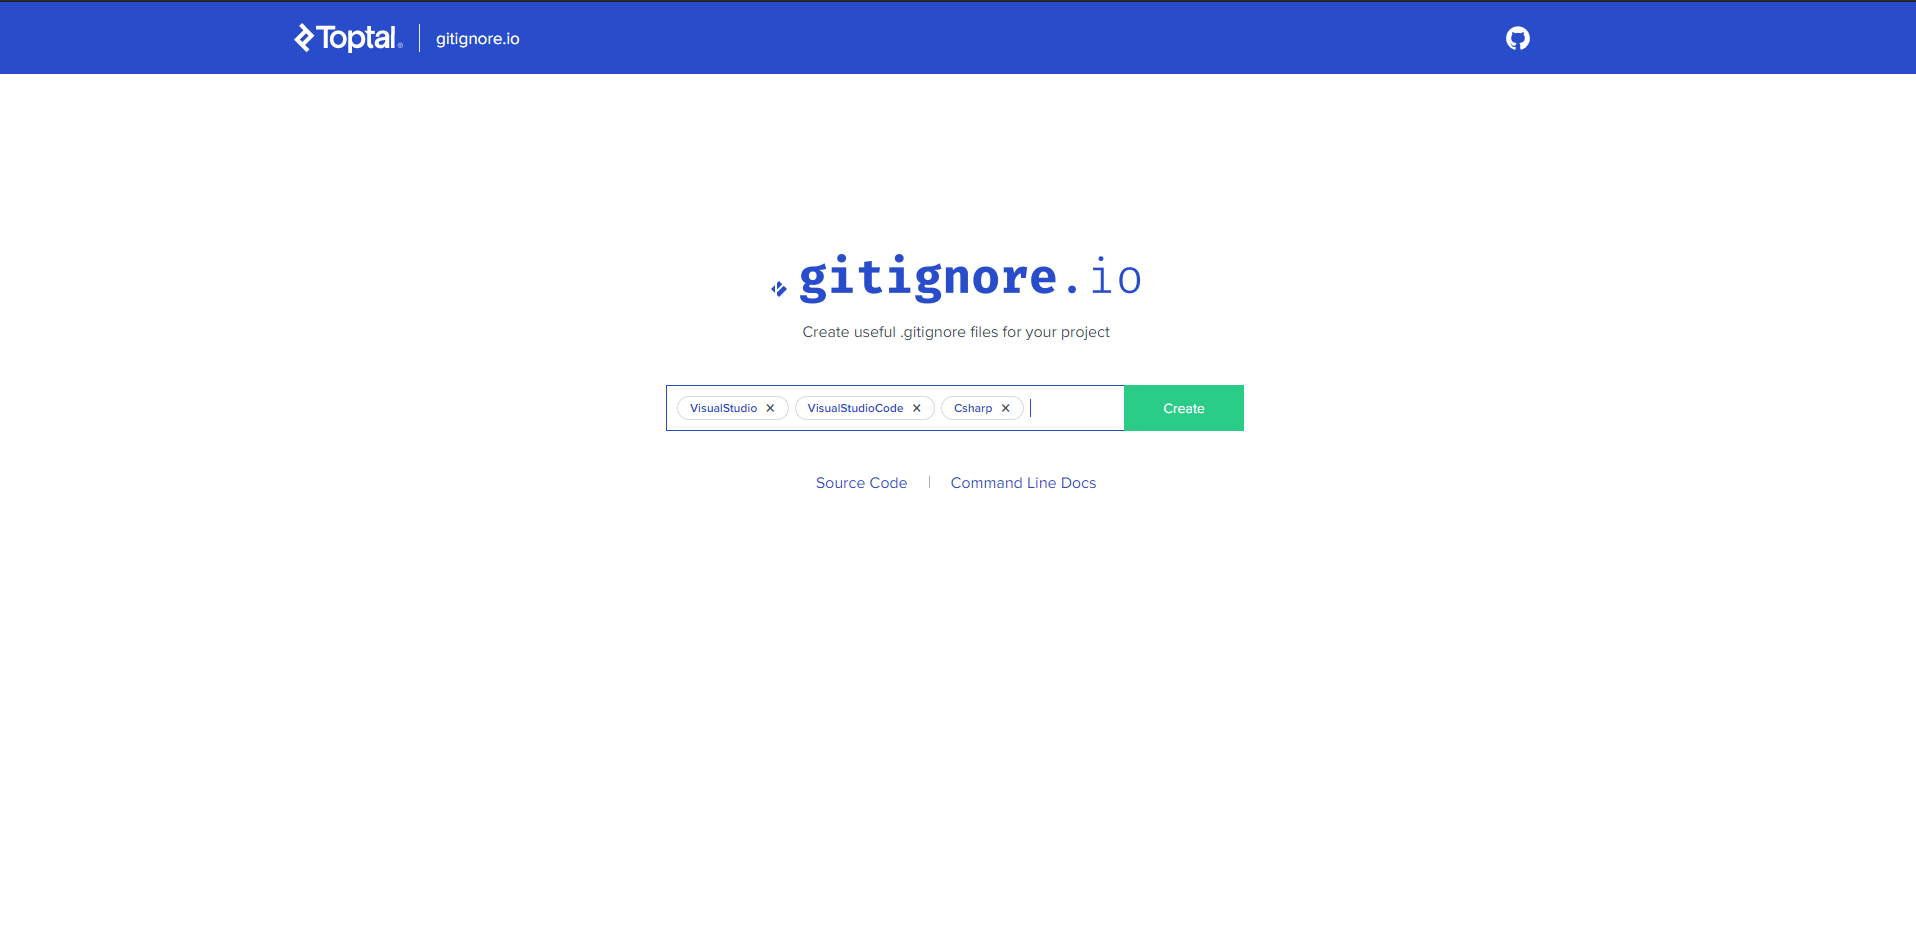 Toptal® gitignore.io
.gitignore.io
Create useful .gitignore files for your project
VisualStudio × VisualStudioCode × Csharp × Create
Source Code | Command Line Docs